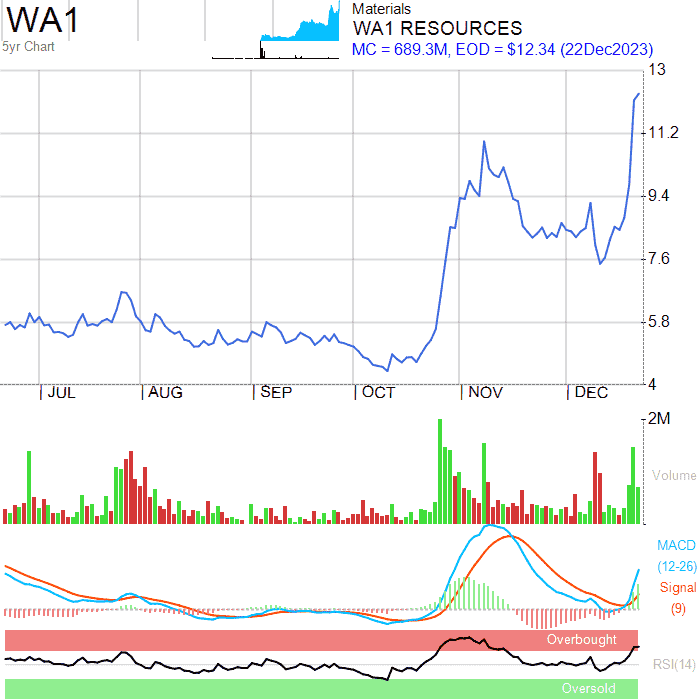 WA1
5yr Chart
Materials
WA1 RESOURCES
MC = 689.3M, EOD = $12.34 (22Dec2023)
13
11.2
9.4
7.6
5.8
4
JUL AUG SEP OCT NOV DEC
2M
Volume
MACD
(12-26)
Signal
(9)
Overbought
RSI(14)
Oversold